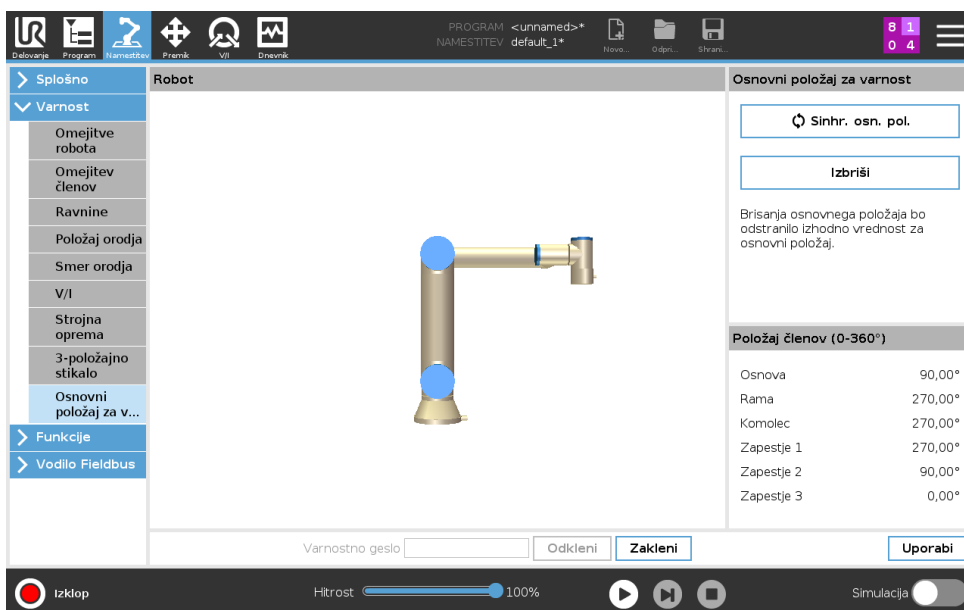 UR
PROGRAM <unnamed>*
NAMESTITEV default_1*
Delovanje Program Namestitev Premik V/I Dnevnik Novo... Odpri... Shrani...
8 1
0 4
Splošno
Varnost
Omejitve
robota
Omejitev
členov
Ravnine
Položaj orodja
Smer orodja
V/I
Strojna
oprema
3-položajno
stikalo
Osnovni
položaj za v...
Funkcije
Vodilo Fieldbus
Robot
Osnovni položaj za varnost
Sinhr. osn. pol.
Izbriši
Brisanja osnovnega položaja bo
odstranilo izhodno vrednost za
osnovni položaj.
Položaj členov (0-360°)
Osnova 90,00°
Rama 270,00°
Komolec 270,00°
Zapestje 1 270,00°
Zapestje 2 90,00°
Zapestje 3 0,00°
Varnostno geslo Odkleni Zakleni Uporabi
Izklop Hitrost 100% Simulacija